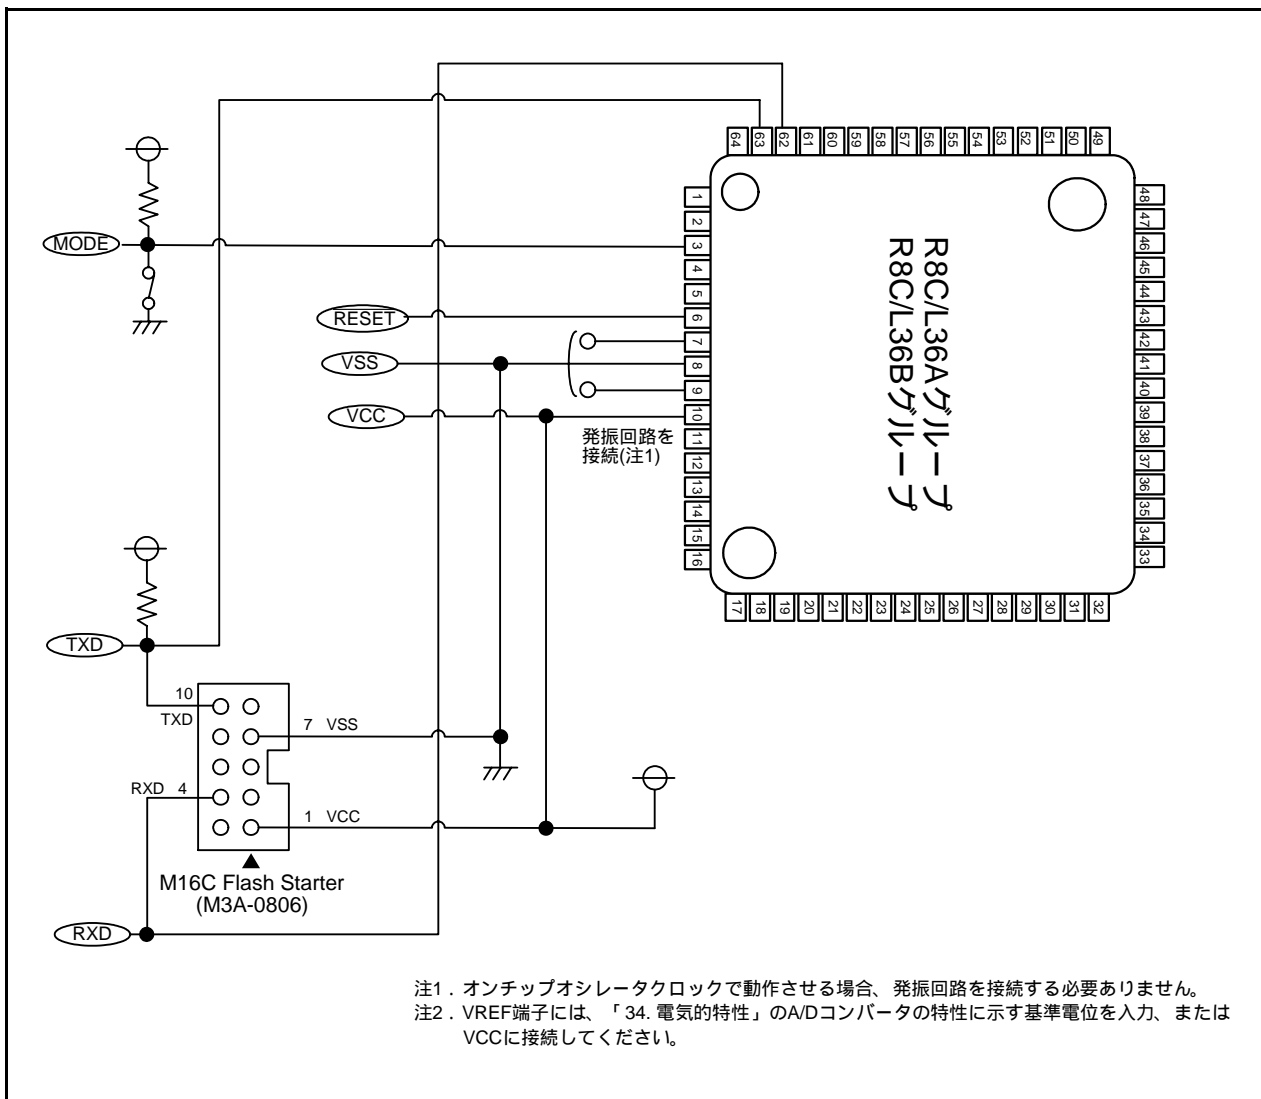 64 63 62 61 60 59 58 57 56 55 54 53 52 51 50 49
1
2
3
4
5
6
7
8
9
10
11
12
13
14
15
16
48
47
46
45
44
43
42
41
40
39
38
37
36
35
34
33
17 18 19 20 21 22 23 24 25 26 27 28 29 30 31 32
R8C/L36Aグループ
R8C/L36Bグループ
MODE
RESET
VSS
VCC
発振回路を
接続(注1)
TXD
10
TXD
7 VSS
RXD 4
1 VCC
M16C Flash Starter
(M3A-0806)
RXD
注1．オンチップオシレータクロックで動作させる場合、発振回路を接続する必要ありません。
注2．VREF端子には、「34. 電気的特性」のA/Dコンバータの特性に示す基準電位を入力、または
VCCに接続してください。